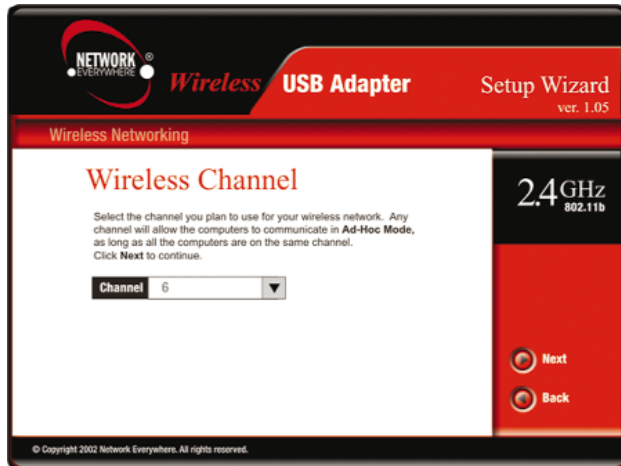 NETWORK ®
EVERYWHERE
Wireless USB Adapter
Setup Wizard
ver. 1.05
Wireless Networking
Wireless Channel
Select the channel you plan to use for your wireless network. Any
channel will allow the computers to communicate in Ad-Hoc Mode,
as long as all the computers are on the same channel.
Click Next to continue.
Channel 6
2.4 GHz
802.11b
Next
Back
© Copyright 2002 Network Everywhere. All rights reserved.